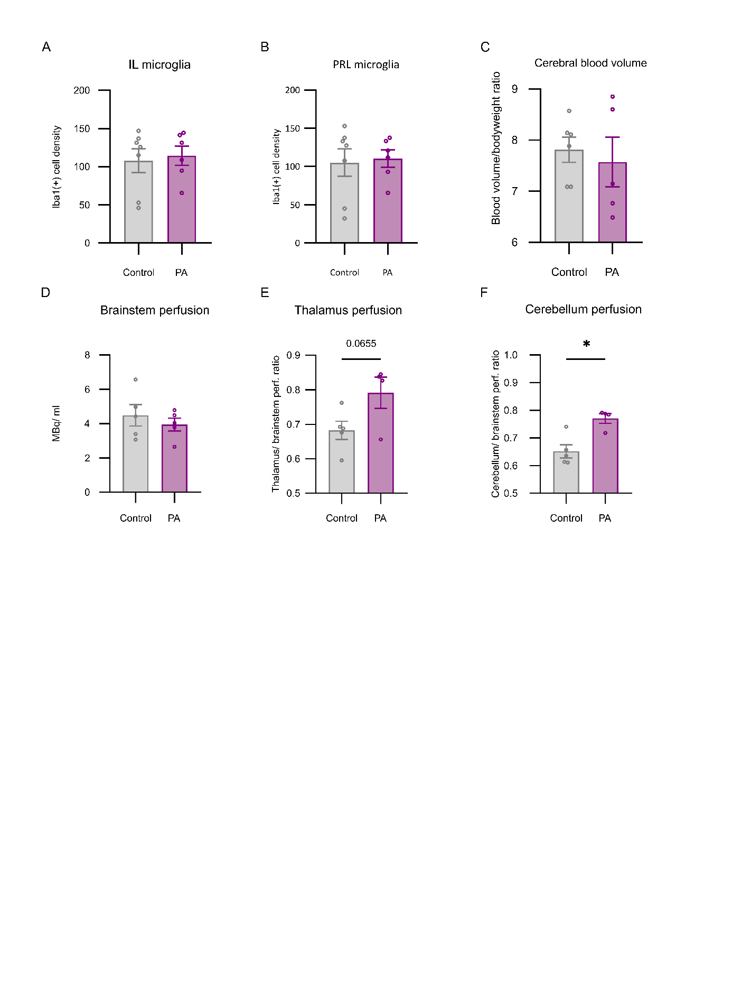 A
IL microglia
Iba1(+) cell density
200
150
100
50
0
Control PA
B
PRL microglia
Iba1(+) cell density
200
150
100
50
0
Control PA
C
Cerebral blood volume
Blood volume/bodyweight ratio
9
8
7
6
Control PA
D
Brainstem perfusion
MBq/ ml
8
6
4
2
0
Control PA
E
Thalamus perfusion
Thalamus/ brainstem perf. ratio
0.0655
0.9
0.8
0.7
0.6
0.5
Control PA
F
Cerebellum perfusion
Cerebellum/ brainstem perf. ratio
*
1.0
0.9
0.8
0.7
0.6
0.5
Control PA